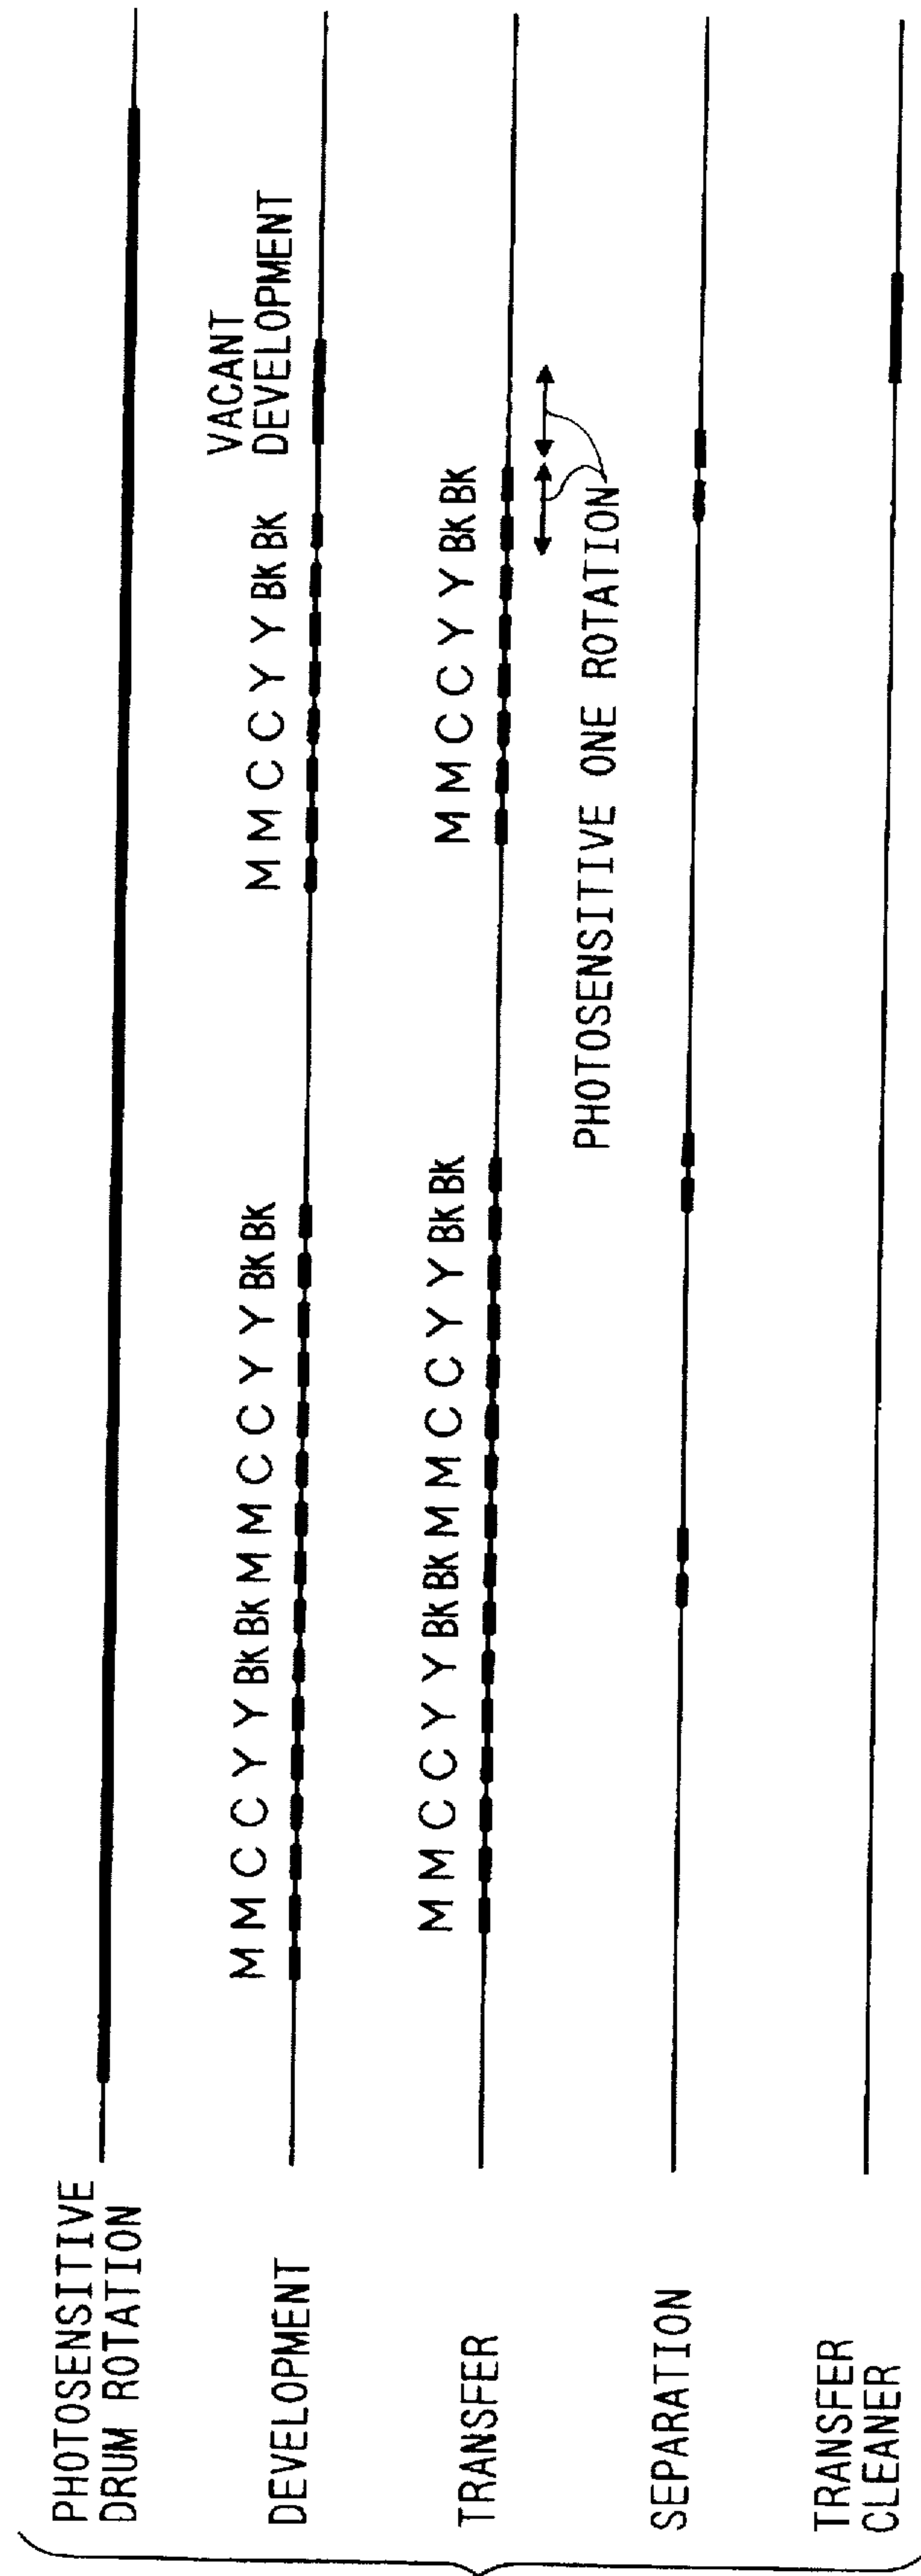 PHOTOSENSITIVE
DRUM ROTATION
DEVELOPMENT
M M C C Y Y BK BK M M C C Y Y BK BK
M M C C Y Y BK BK
VACANT
DEVELOPMENT
TRANSFER
M M C C Y Y BK BK M M C C Y Y BK BK
M M C C Y Y BK BK
PHOTOSENSITIVE ONE ROTATION
SEPARATION
TRANSFER
CLEANER